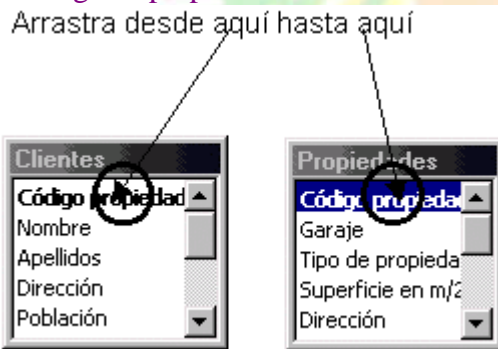 Arrastra desde aquí hasta aquí
Clientes
Código propiedad
Nombre
Apellidos
Dirección
Población
Propiedades
Código propiedad
Garaje
Tipo de propieda
Superficie en m/2
Dirección